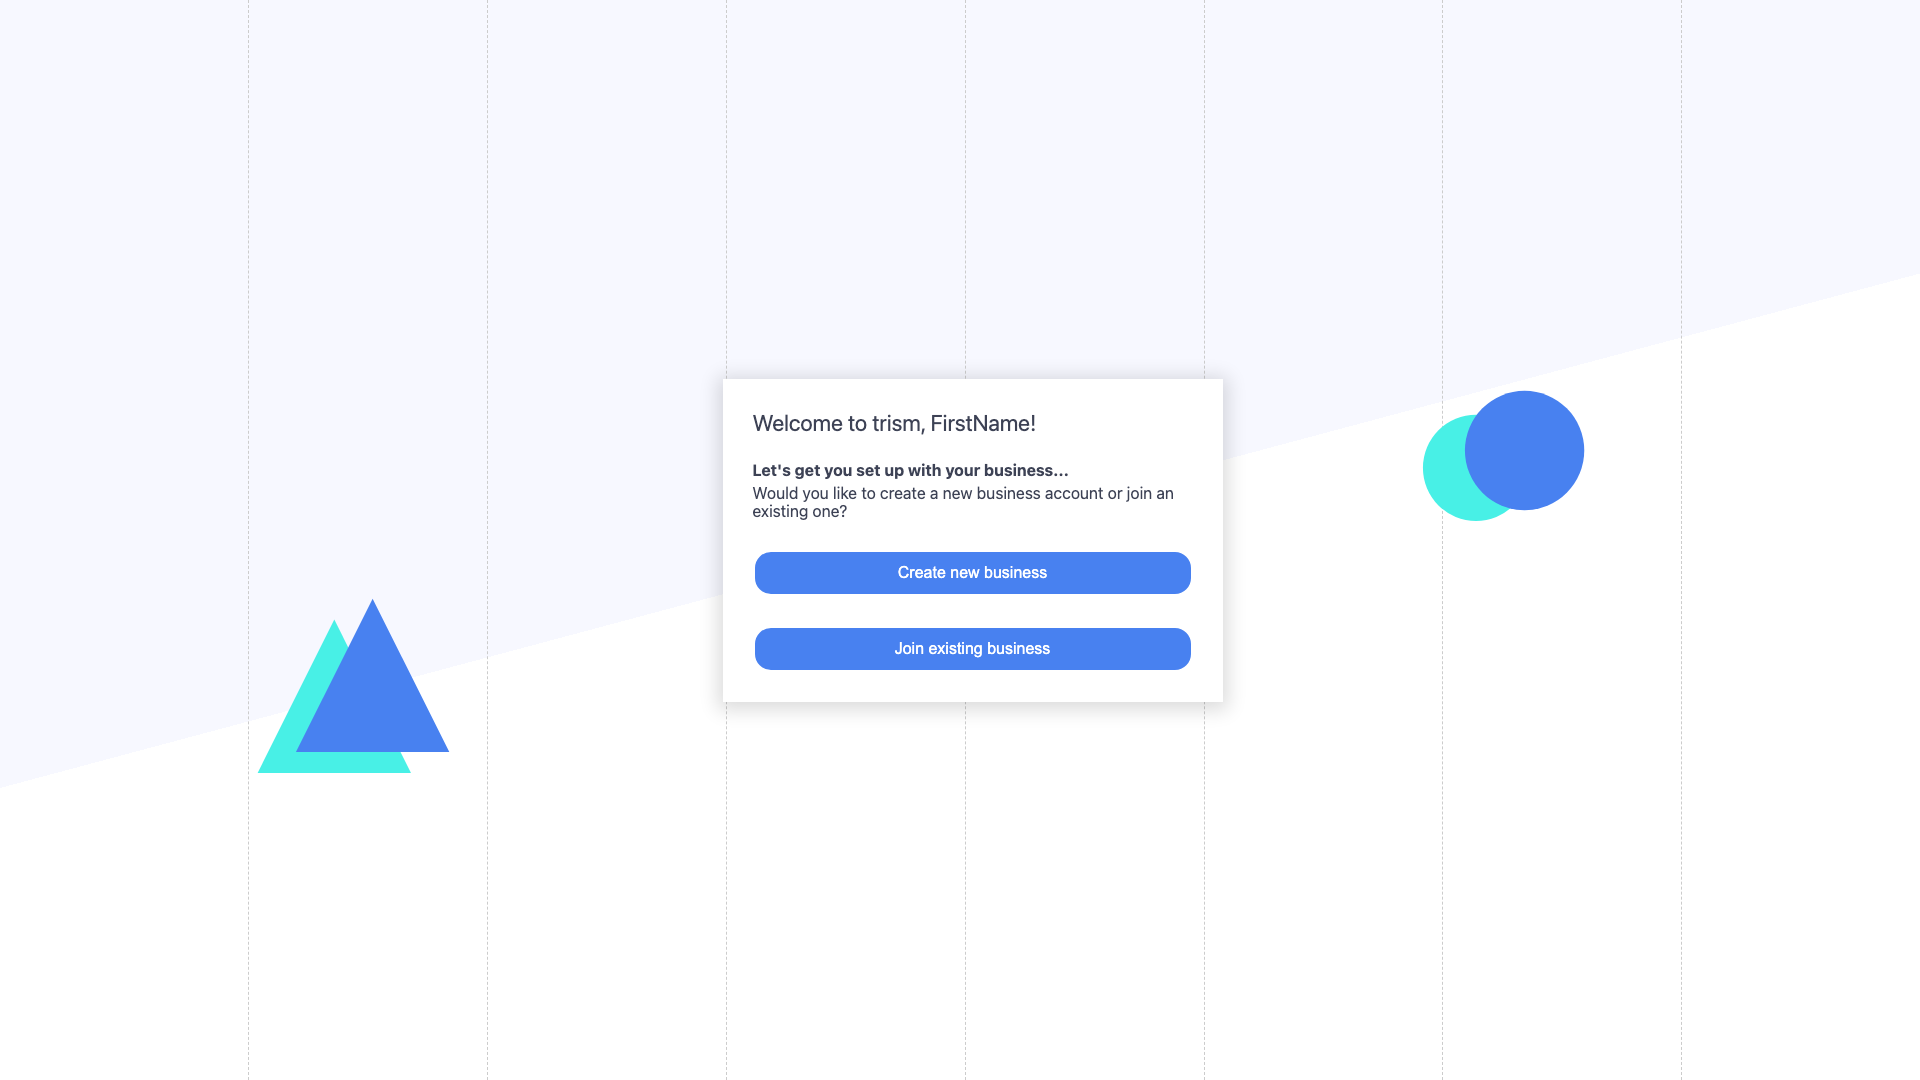 Welcome to trism, FirstName!
Let's get you set up with your business...
Would you like to create a new business account or join an
existing one?
Create new business
Join existing business